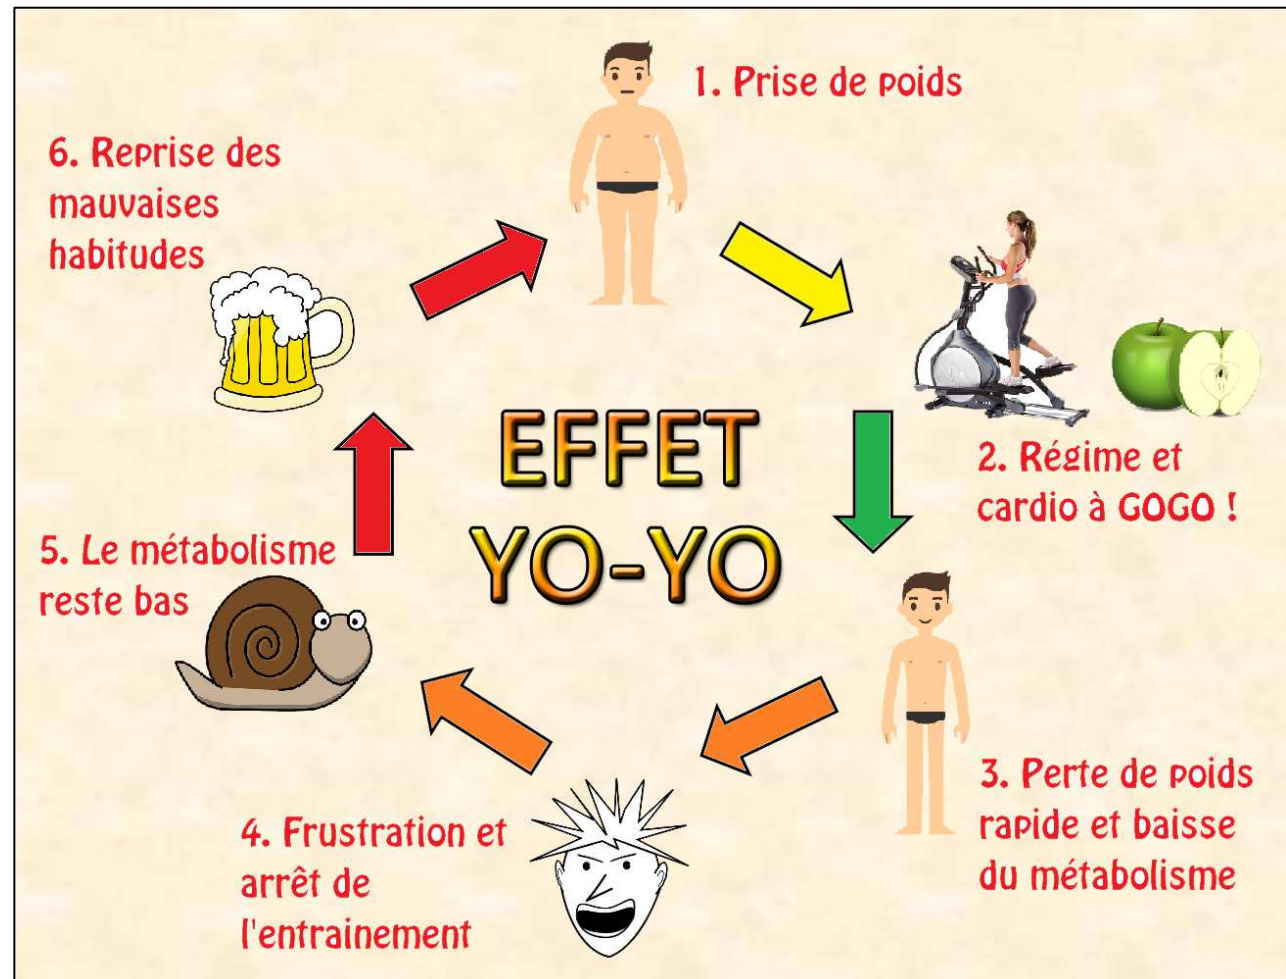 1. Prise de poids
2. Régime et
cardio à GOGO !
3. Perte de poids
rapide et baisse
du métabolisme
4. Frustration et
arrêt de
l'entrainement
5. Le métabolisme
reste bas
6. Reprise des
mauvaises
habitudes
EFFET
YO-YO